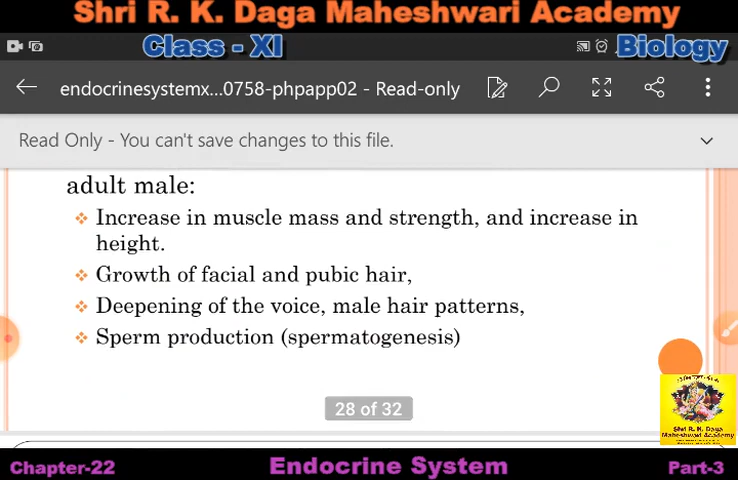 Shri R. K. Daga Maheshwari Academy
Class - XI
Biology
endocrinesystemx...0758-phpapp02 - Read-only
Read Only - You can't save changes to this file.
adult male:
Increase in muscle mass and strength, and increase in
height.
Growth of facial and pubic hair,
Deepening of the voice, male hair patterns,
Sperm production (spermatogenesis)
28 of 32
Shri R. K. Daga
Maheshwari Academy
Chapter-22
Endocrine System
Part-3